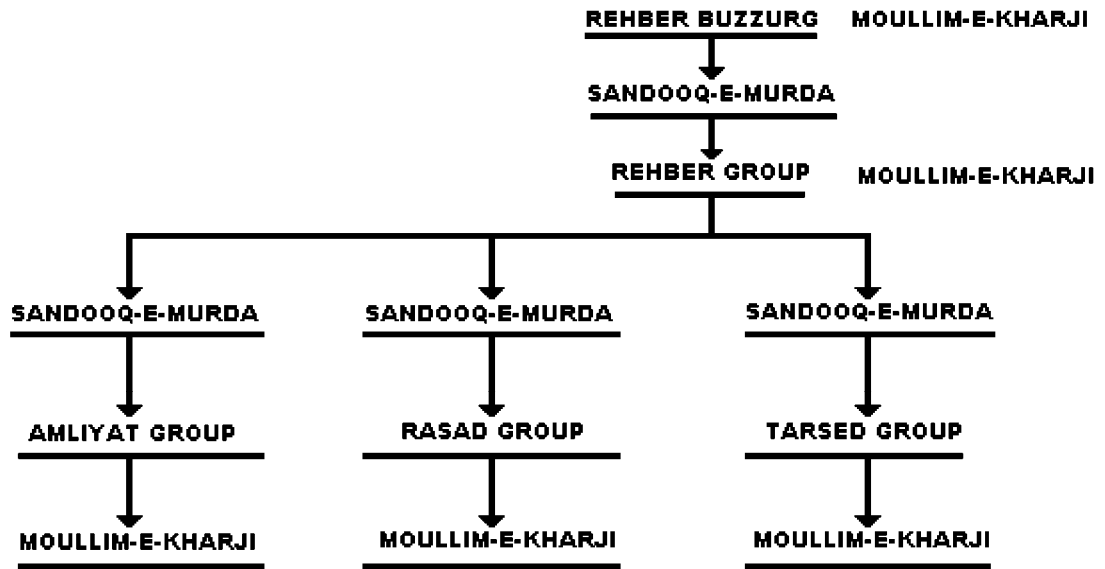 REHBER BUZZURG MOULLIM-E-KHARJI
SANDOOQ-E-MURDA
REHBER GROUP MOULLIM-E-KHARJI
SANDOOQ-E-MURDA SANDOOQ-E-MURDA SANDOOQ-E-MURDA
AMLIYAT GROUP RASAD GROUP TARSED GROUP
MOULLIM-E-KHARJI MOULLIM-E-KHARJI MOULLIM-E-KHARJI